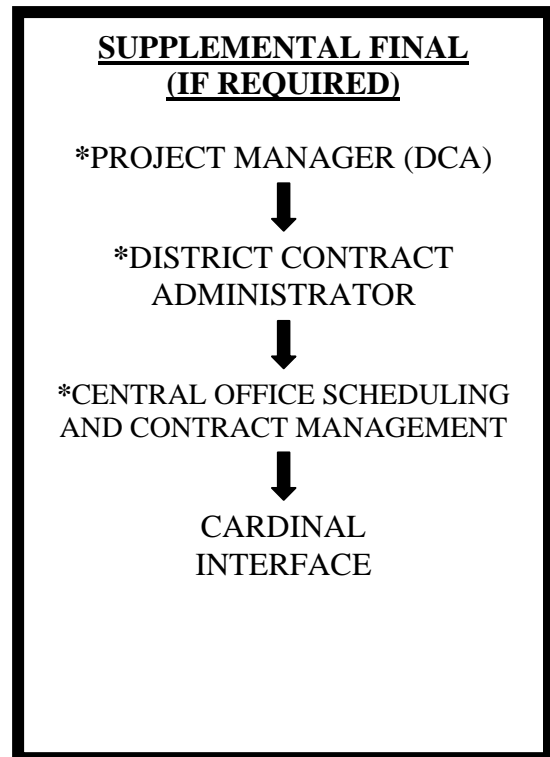 SUPPLEMENTAL FINAL
(IF REQUIRED)
*PROJECT MANAGER (DCA)
*DISTRICT CONTRACT
ADMINISTRATOR
*CENTRAL OFFICE SCHEDULING
AND CONTRACT MANAGEMENT
CARDINAL
INTERFACE